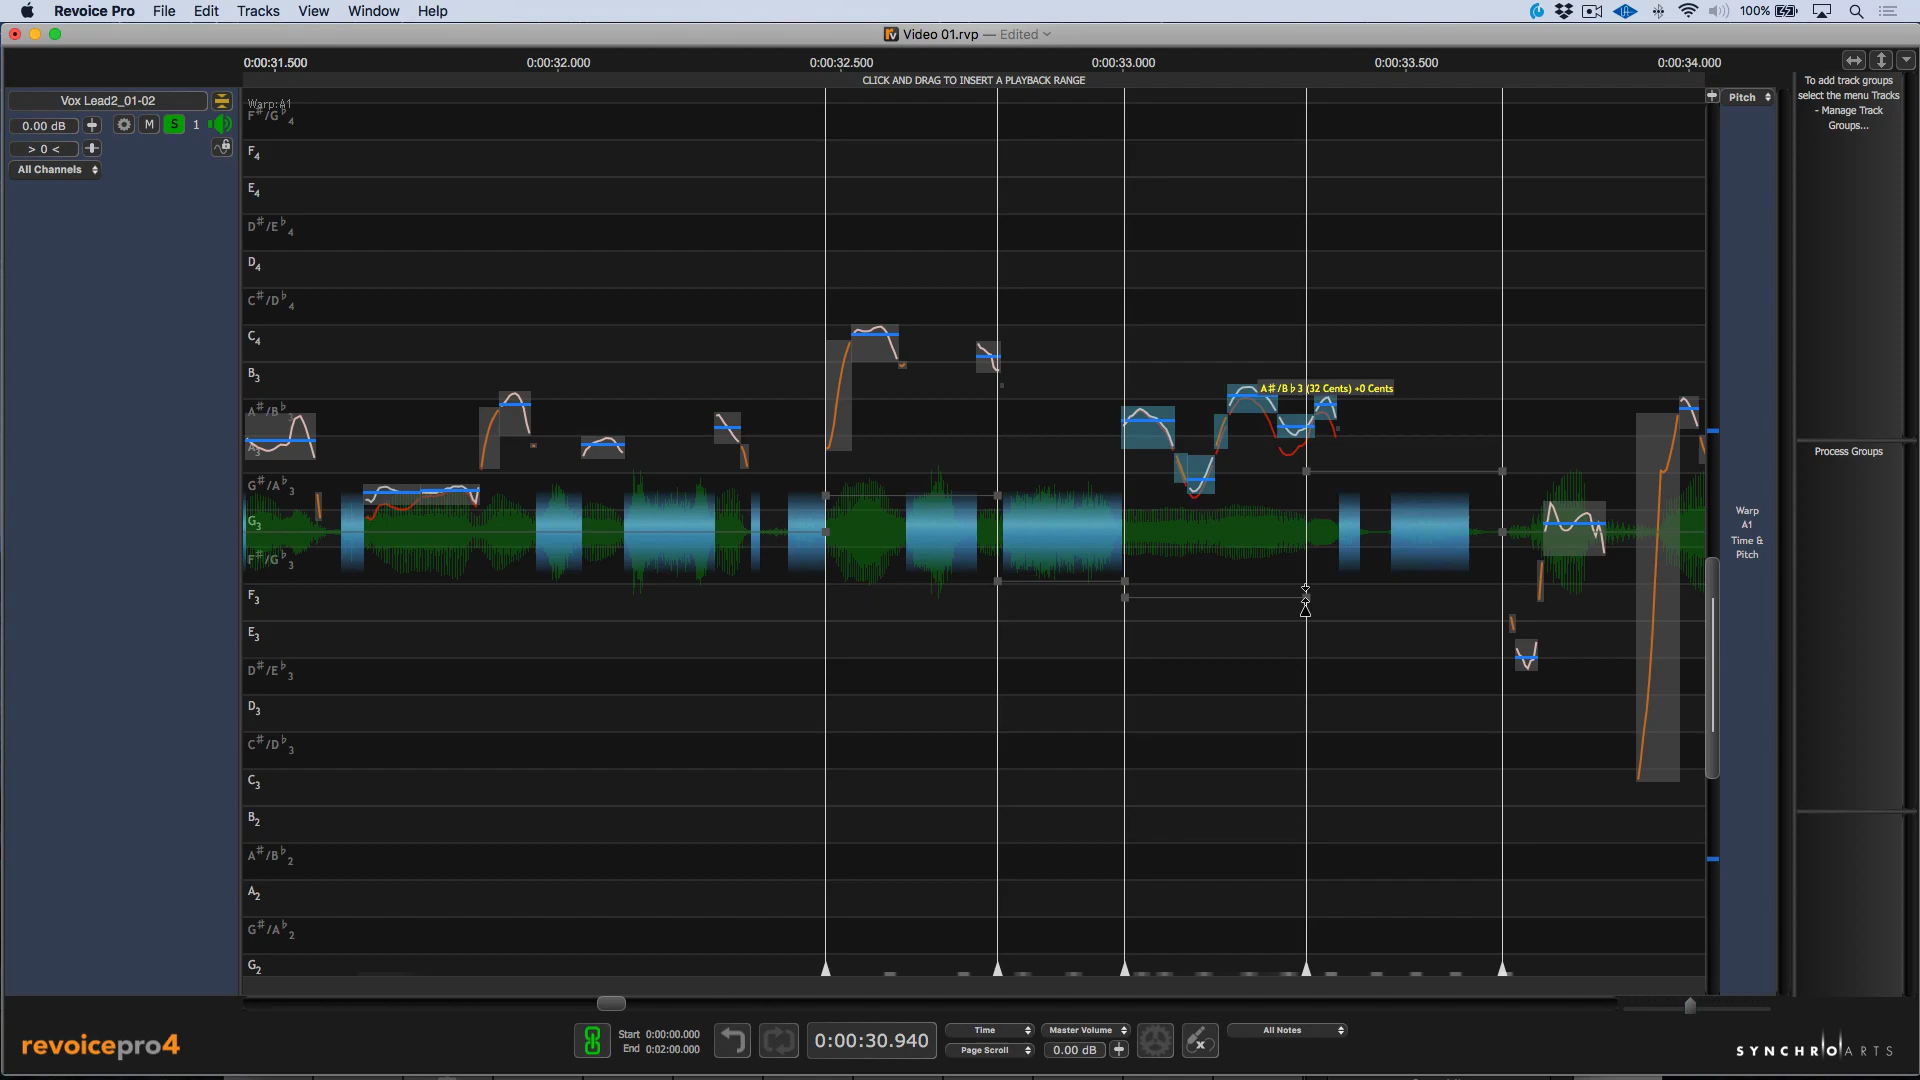 Revoice Pro File Edit Tracks View Window Help 100%
Video 01.rvp — Edited
0:00:31.500 0:00:32.000 0:00:32.500 0:00:33.000 0:00:33.500 0:00:34.000
CLICK AND DRAG TO INSERT A PLAYBACK RANGE
To add track groups
select the menu Tracks
- Manage Track
Groups...
Vox Lead2_01-02
Pitch
Warp:A1
0.00 dB M S 1
> 0 <
All Channels
F#/G♭4
F4
E4
D#/E♭4
D4
C#/D♭4
C4
B3
A#/B♭3 (32 Cents) +0 Cents
A#/B♭3
A3
G#/A♭3
G3
F#/G♭3
F3
E3
D#/E♭3
D3
C#/D♭3
C3
B2
A#/B♭2
A2
G#/A♭2
G2
Process Groups
Warp
A1
Time &
Pitch
revoicepro4
Start 0:00:00.000
End 0:02:00.000
0:00:30.940
Time
Page Scroll
Master Volume
0.00 dB
All Notes
SYNCHROARTS